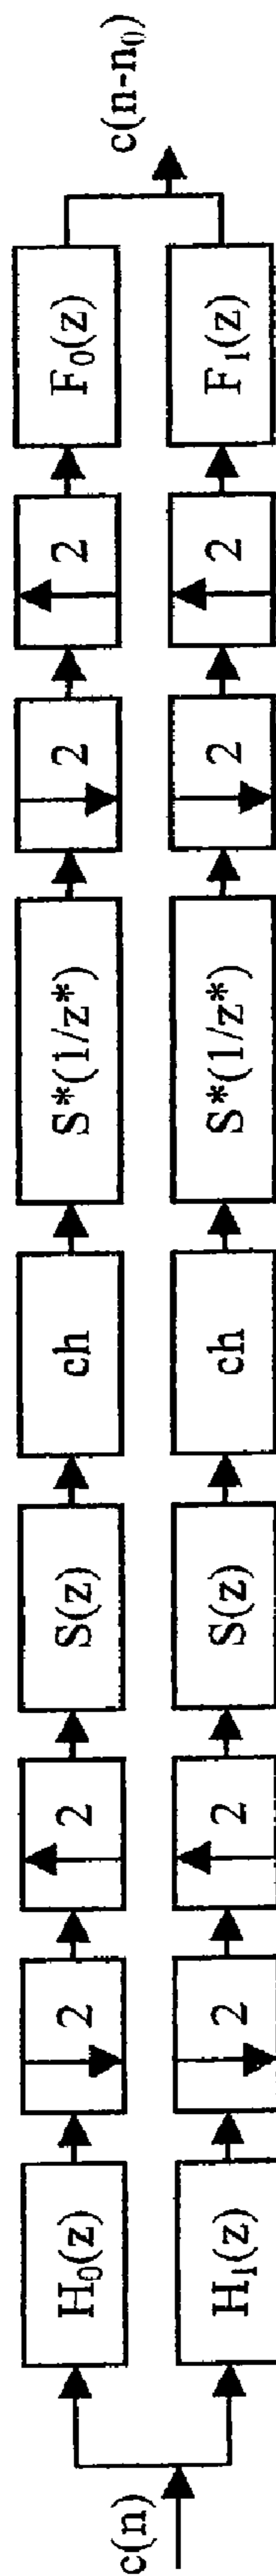 c(n)
H₀(z)
2
2
S(z)
ch
S*(1/z*)
2
2
F₀(z)
H₁(z)
2
2
S(z)
ch
S*(1/z*)
2
2
F₁(z)
c(n-n₀)